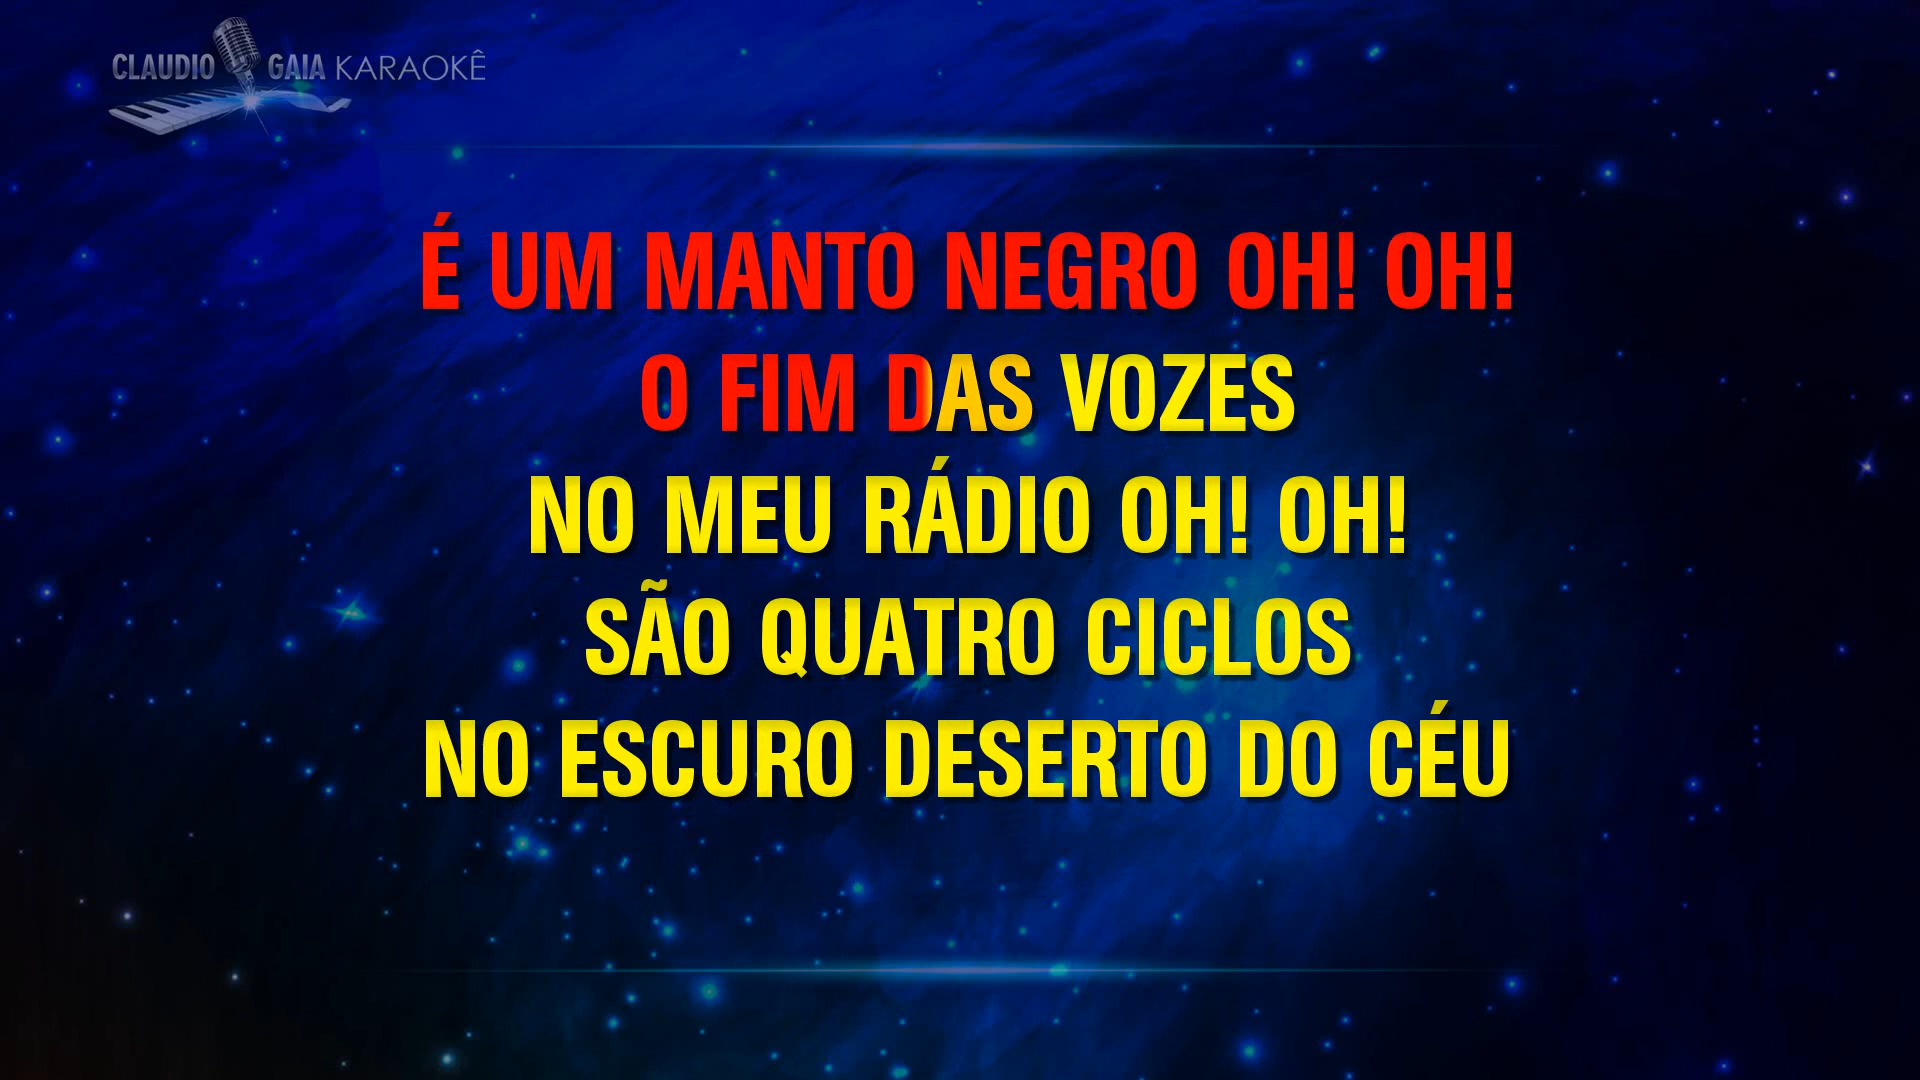 CLAUDIO GAIA KARAOKÊ
É UM MANTO NEGRO OH! OH!
O FIM DAS VOZES
NO MEU RÁDIO OH! OH!
SÃO QUATRO CICLOS
NO ESCURO DESERTO DO CÉU